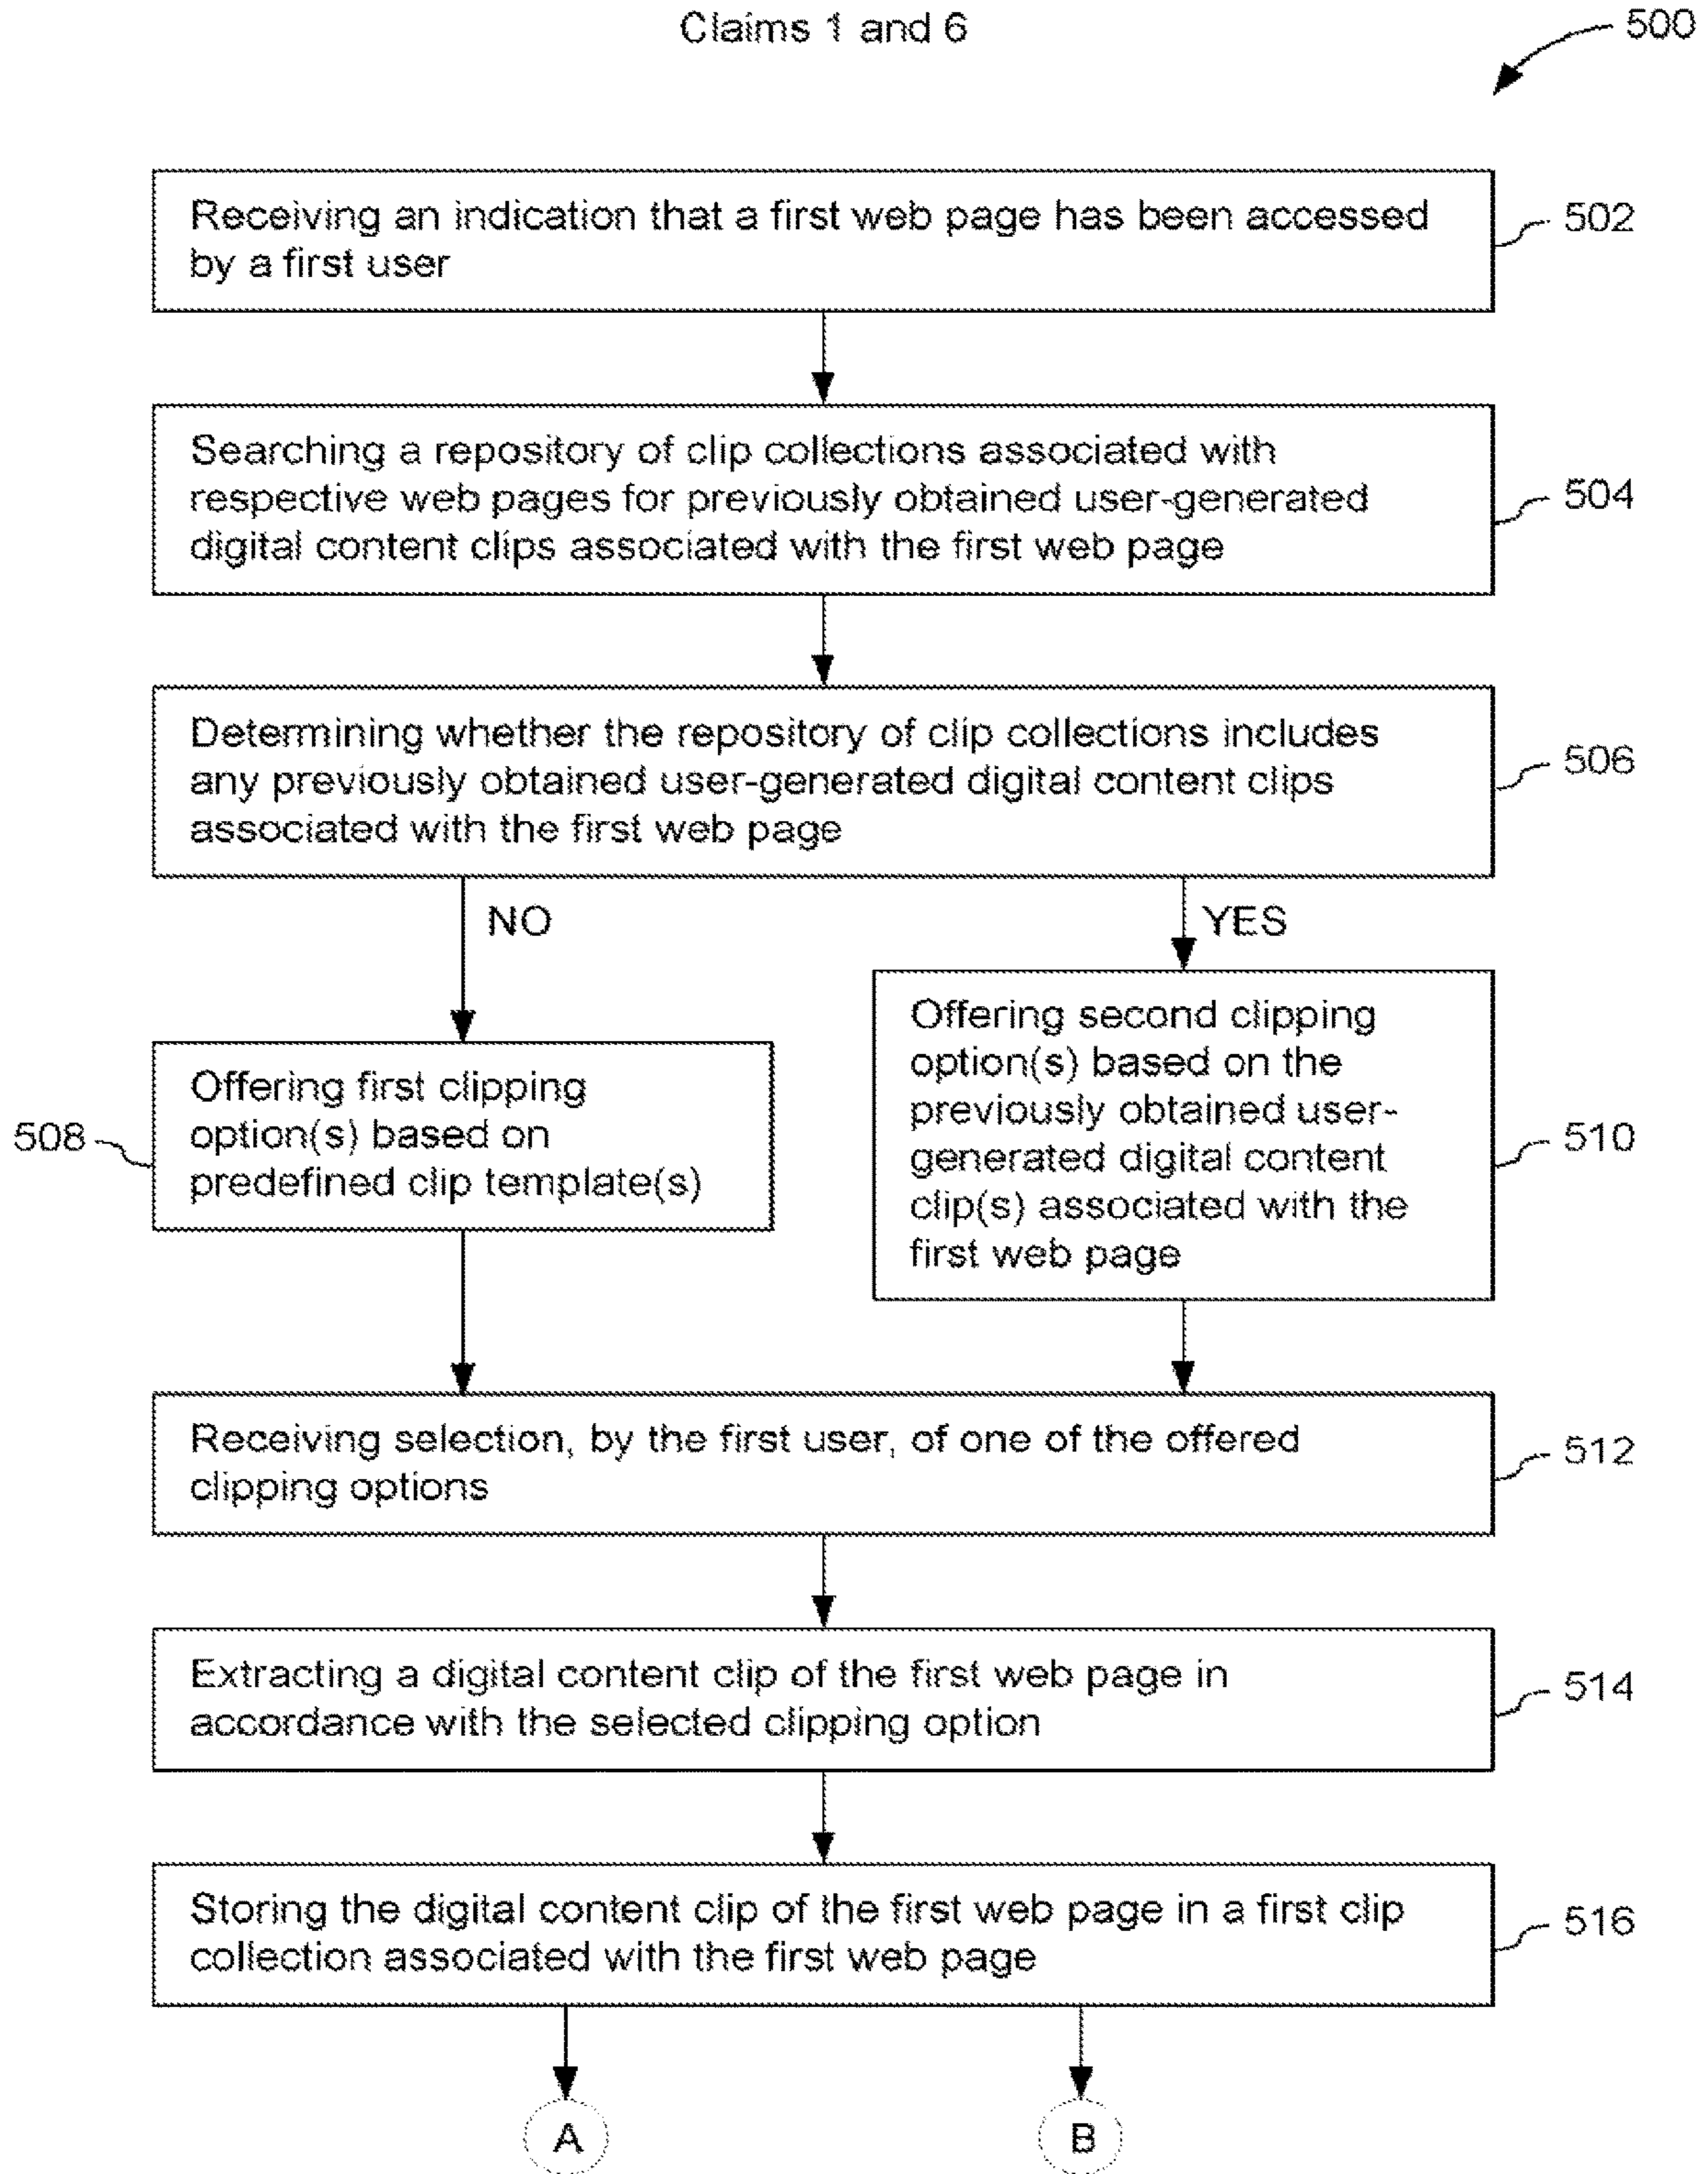 Claims 1 and 6
500
Receiving an indication that a first web page has been accessed
by a first user
502
Searching a repository of clip collections associated with
respective web pages for previously obtained user-generated
digital content clips associated with the first web page
504
Determining whether the repository of clip collections includes
any previously obtained user-generated digital content clips
associated with the first web page
506
NO
YES
Offering first clipping
option(s) based on
predefined clip template(s)
508
Offering second clipping
option(s) based on the
previously obtained user-
generated digital content
clip(s) associated with the
first web page
510
Receiving selection, by the first user, of one of the offered
clipping options
512
Extracting a digital content clip of the first web page in
accordance with the selected clipping option
514
Storing the digital content clip of the first web page in a first clip
collection associated with the first web page
516
A
B